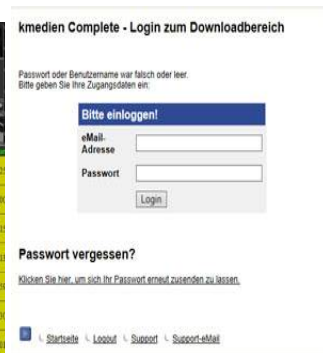 kmedien Complete - Login zum Downloadbereich
Passwort oder Benutzername war falsch oder leer.
Bitte geben Sie Ihre Zugangsdaten ein:
Bitte einloggen!
eMail-
Adresse
Passwort
Login
Passwort vergessen?
Klicken Sie hier, um sich Ihr Passwort erneut zusenden zu lassen.
Startseite Logout Support Support-eMail